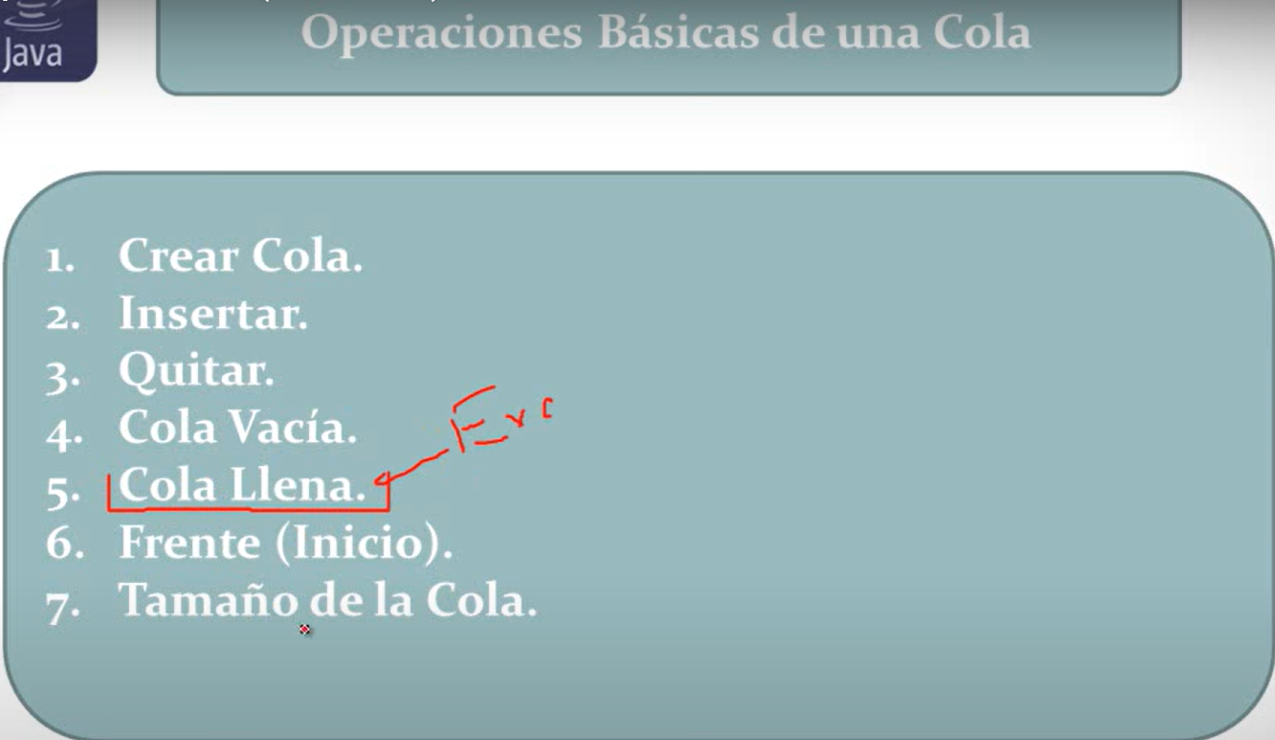 Java
Operaciones Básicas de una Cola
1. Crear Cola.
2. Insertar.
3. Quitar.
4. Cola Vacía.
5. Cola Llena.
6. Frente (Inicio).
7. Tamaño de la Cola.